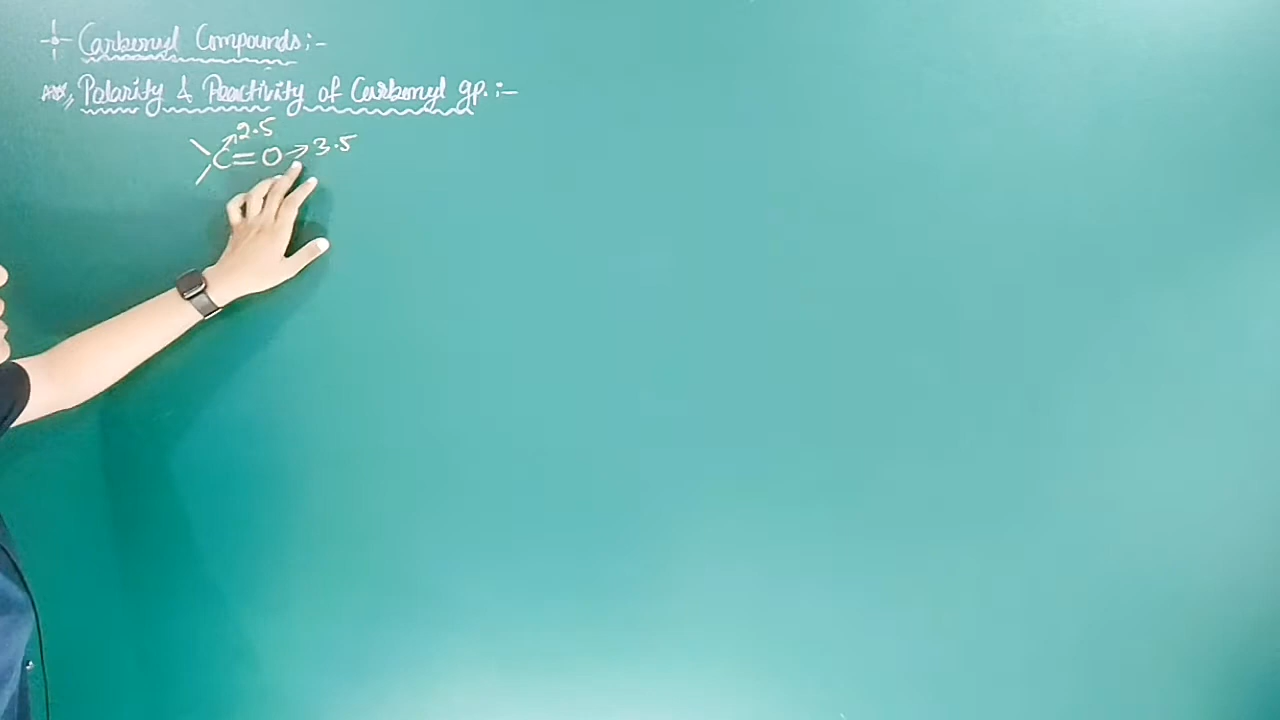 Carbonyl Compounds:-
Polarity & Reactivity of Carbonyl gp. :-
C=O → 3.5
2.5